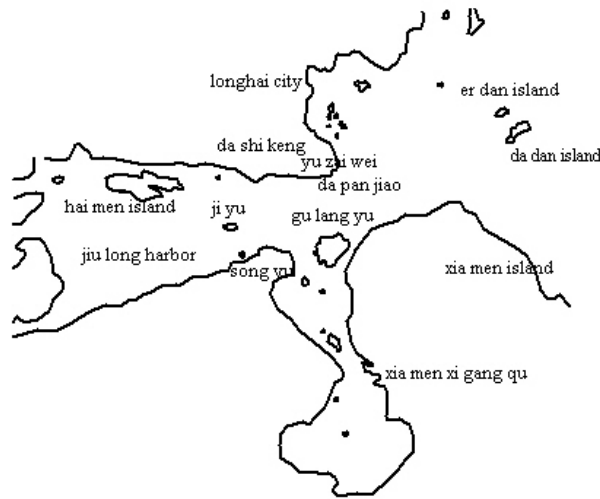 longhai city
er dan island
da shi keng
yu zai wei
da dan island
da pan jiao
hai men island
ji yu
gu lang yu
jiu long harbor
song yu
xia men island
xia men xi gang qu